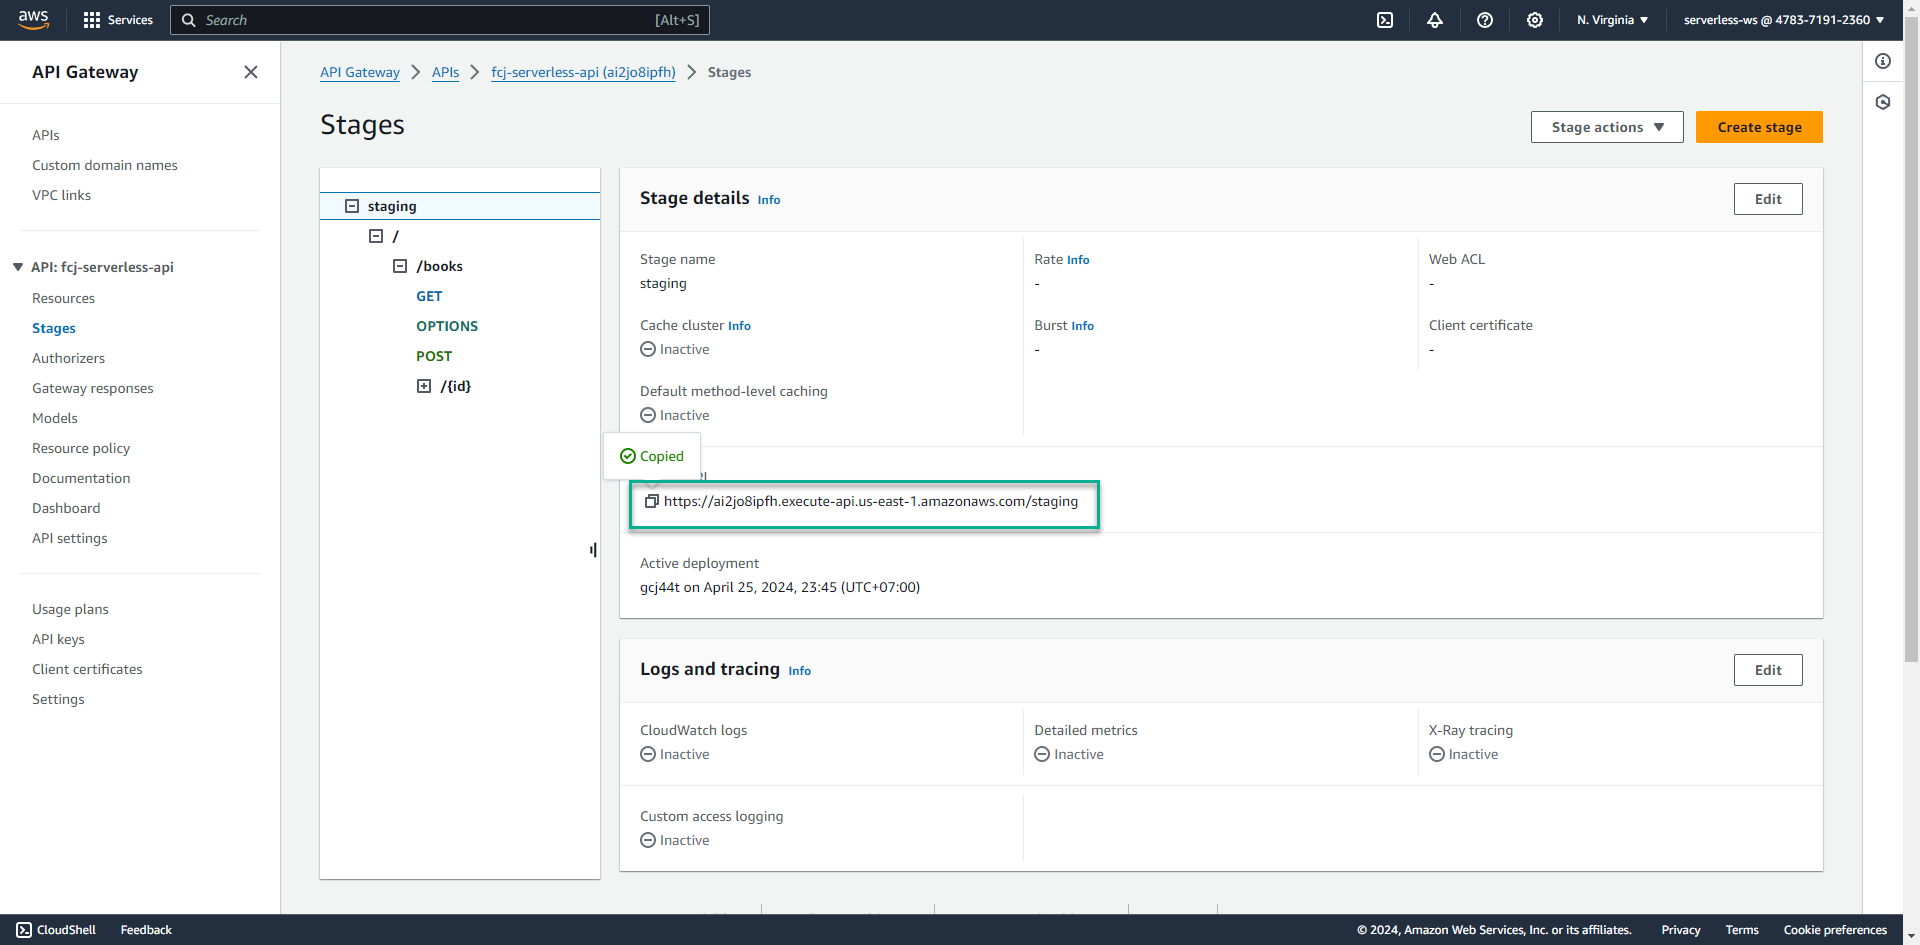 aws
Services
Search
[Alt+S]
N. Virginia
serverless-ws @ 4783-7191-2360
API Gateway
APIs
Custom domain names
VPC links
API: fcj-serverless-api
Resources
Stages
Authorizers
Gateway responses
Models
Resource policy
Documentation
Dashboard
API settings
Usage plans
API keys
Client certificates
Settings
API Gateway
APIs
fcj-serverless-api (ai2jo8ipfh)
Stages
Stages
Stage actions
Create stage
staging
/
/books
GET
OPTIONS
POST
/{id}
Stage details Info
Edit
Stage name
staging
Rate Info
-
Web ACL
-
Cache cluster Info
Inactive
Burst Info
-
Client certificate
-
Default method-level caching
Inactive
Copied
https://ai2jo8ipfh.execute-api.us-east-1.amazonaws.com/staging
Active deployment
gcj44t on April 25, 2024, 23:45 (UTC+07:00)
Logs and tracing Info
Edit
CloudWatch logs
Inactive
Detailed metrics
Inactive
X-Ray tracing
Inactive
Custom access logging
Inactive
CloudShell
Feedback
© 2024, Amazon Web Services, Inc. or its affiliates.
Privacy
Terms
Cookie preferences